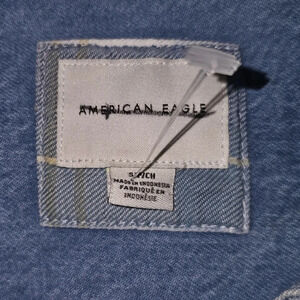 AMERICAN EAGLE
S/P/CH
MADE IN INDONESIA
FABRIQUÉ EN
INDONÉSIE